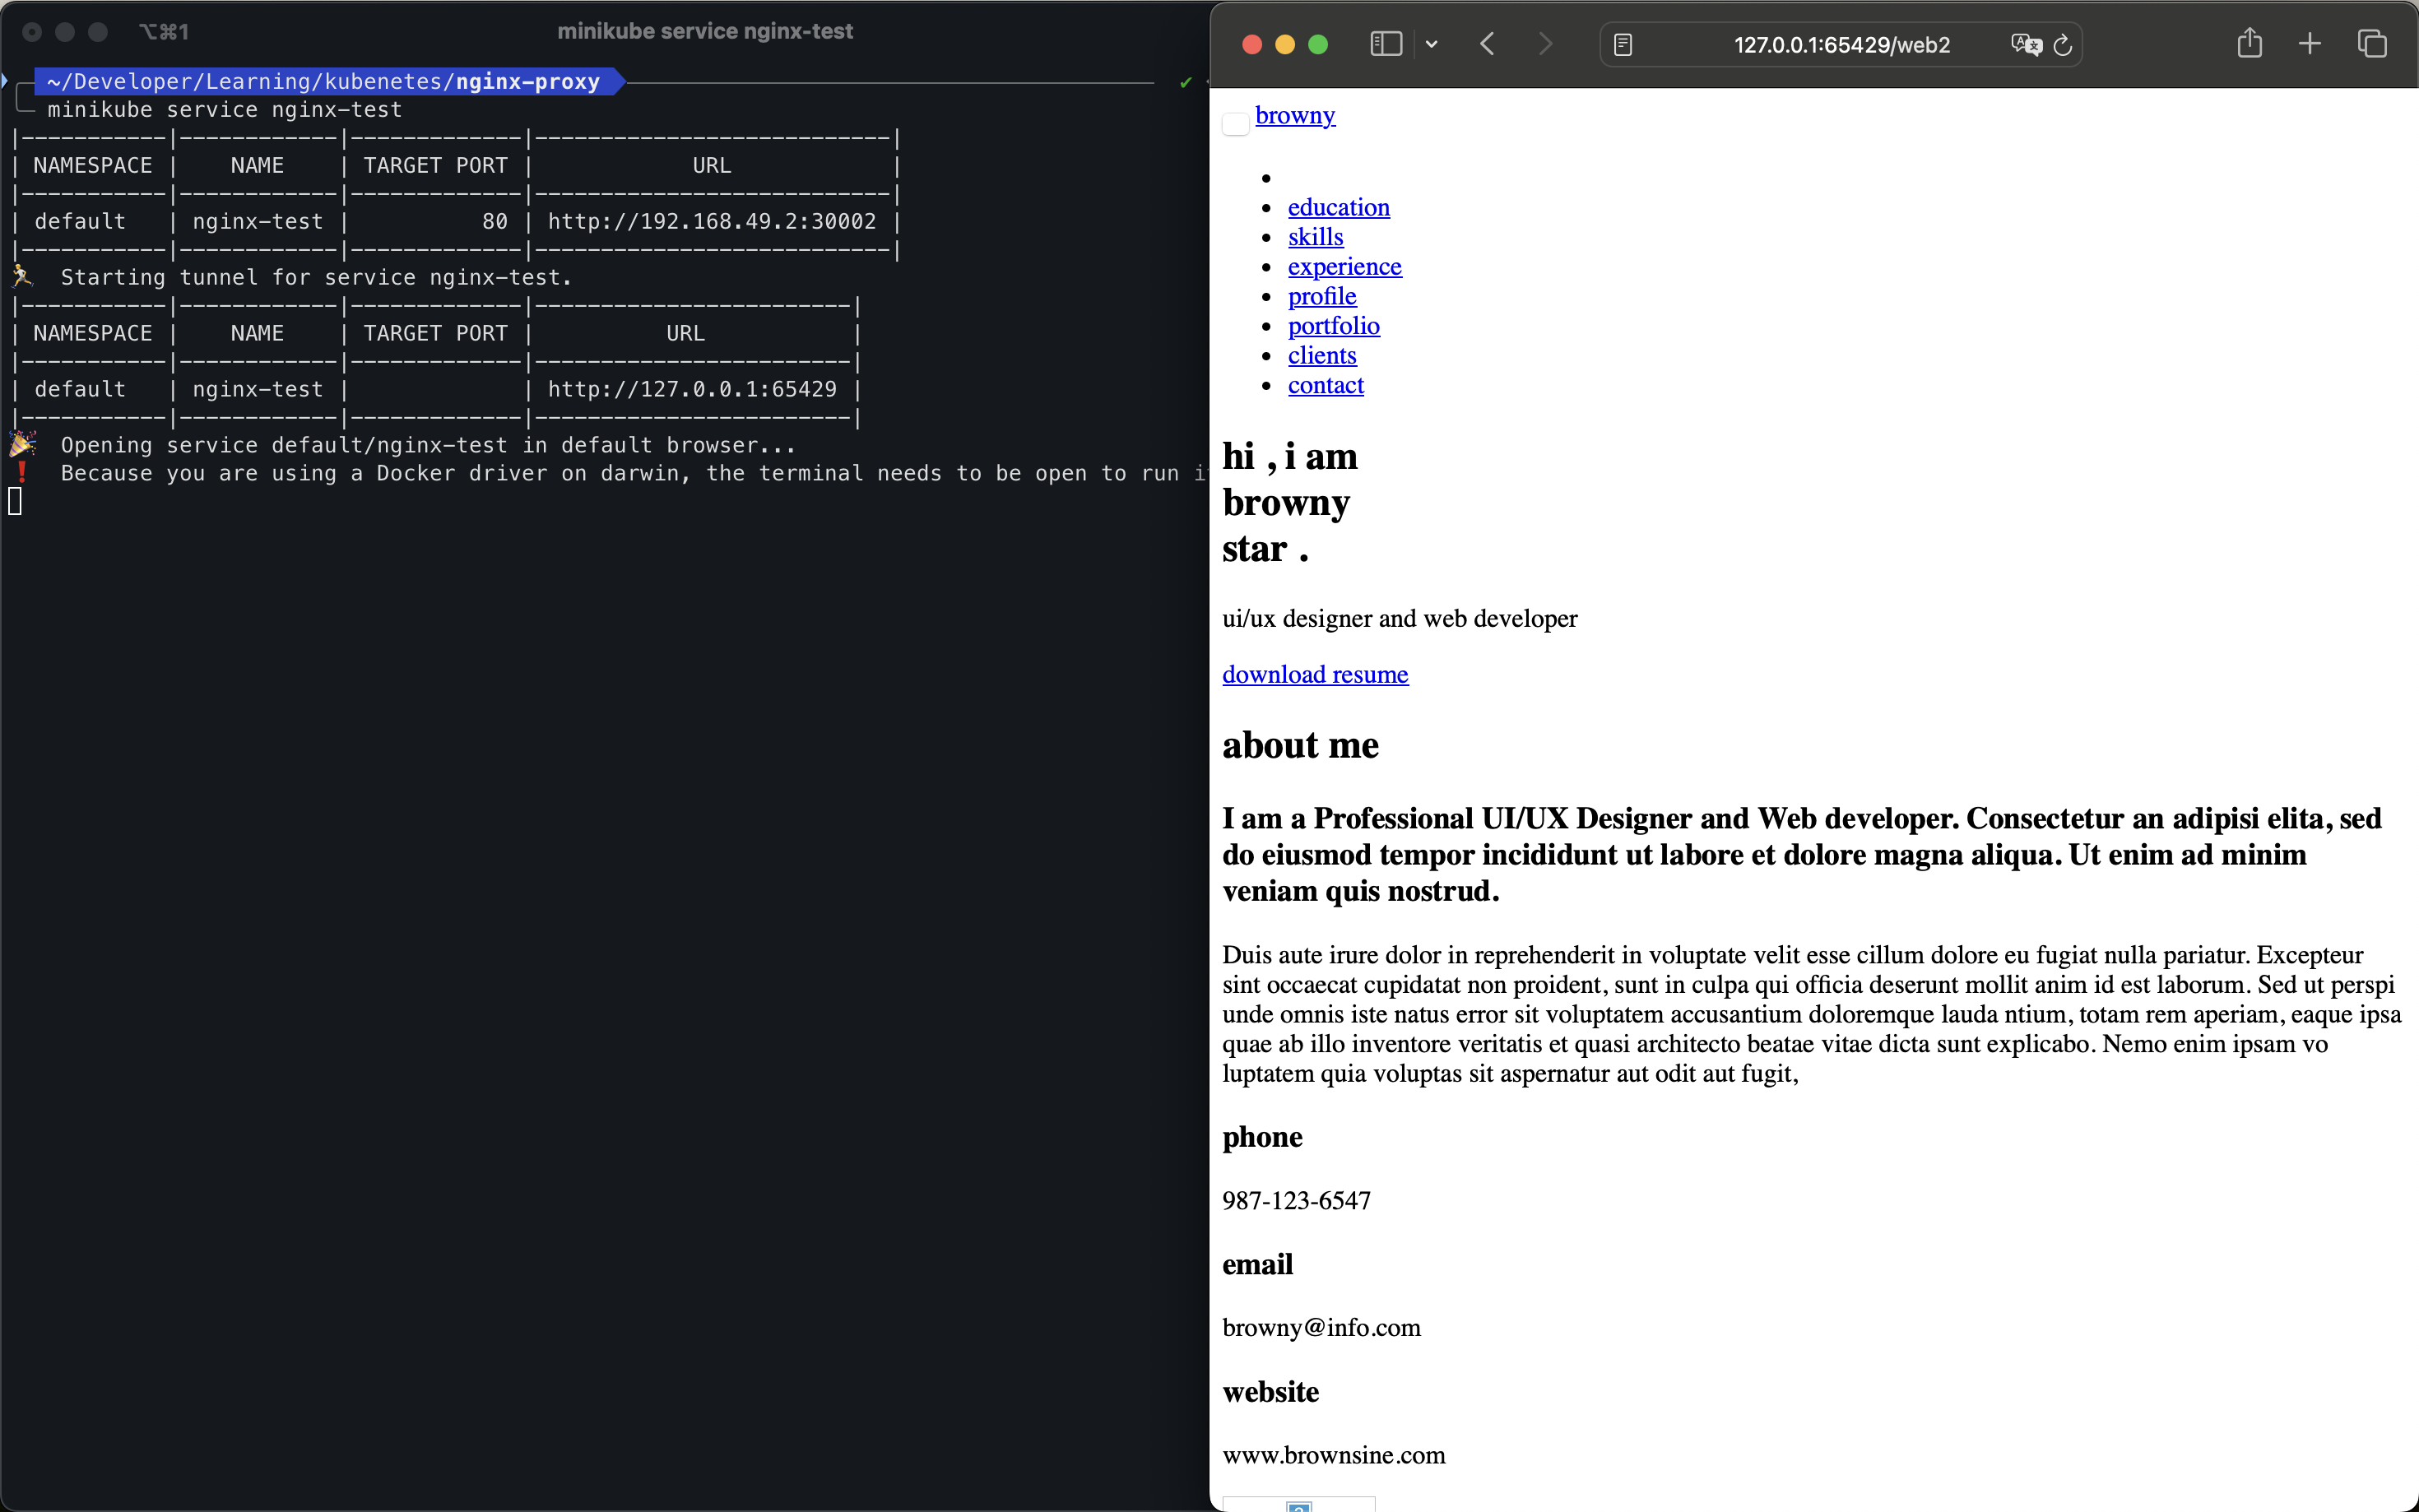 ⌥⌘1
minikube service nginx-test
~/Developer/Learning/kubenetes/nginx-proxy
minikube service nginx-test
| NAMESPACE | NAME | TARGET PORT | URL |
| default | nginx-test | 80 | http://192.168.49.2:30002 |
Starting tunnel for service nginx-test.
| NAMESPACE | NAME | TARGET PORT | URL |
| default | nginx-test | | http://127.0.0.1:65429 |
Opening service default/nginx-test in default browser...
Because you are using a Docker driver on darwin, the terminal needs to be open to run i
127.0.0.1:65429/web2
browny
education
skills
experience
profile
portfolio
clients
contact
hi , i am
browny
star .
ui/ux designer and web developer
download resume
about me
I am a Professional UI/UX Designer and Web developer. Consectetur an adipisi elita, sed
do eiusmod tempor incididunt ut labore et dolore magna aliqua. Ut enim ad minim
veniam quis nostrud.
Duis aute irure dolor in reprehenderit in voluptate velit esse cillum dolore eu fugiat nulla pariatur. Excepteur
sint occaecat cupidatat non proident, sunt in culpa qui officia deserunt mollit anim id est laborum. Sed ut perspi
unde omnis iste natus error sit voluptatem accusantium doloremque lauda ntium, totam rem aperiam, eaque ipsa
quae ab illo inventore veritatis et quasi architecto beatae vitae dicta sunt explicabo. Nemo enim ipsam vo
luptatem quia voluptas sit aspernatur aut odit aut fugit,
phone
987-123-6547
email
browny@info.com
website
www.brownsine.com